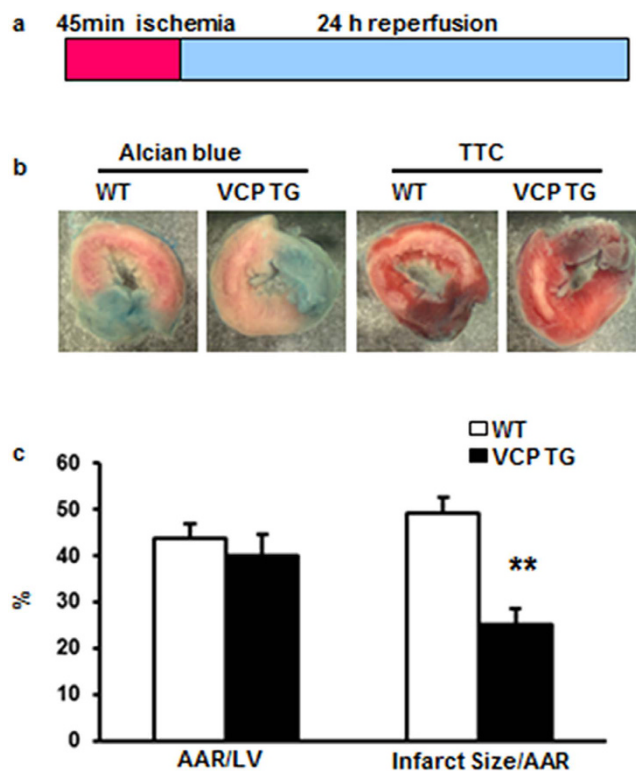 a
45min ischemia 24 h reperfusion
b
Alcian blue TTC
WT VCP TG WT VCP TG
c
WT
VCP TG
60
50
40
30
20
10
0
%
**
AAR/LV Infarct Size/AAR